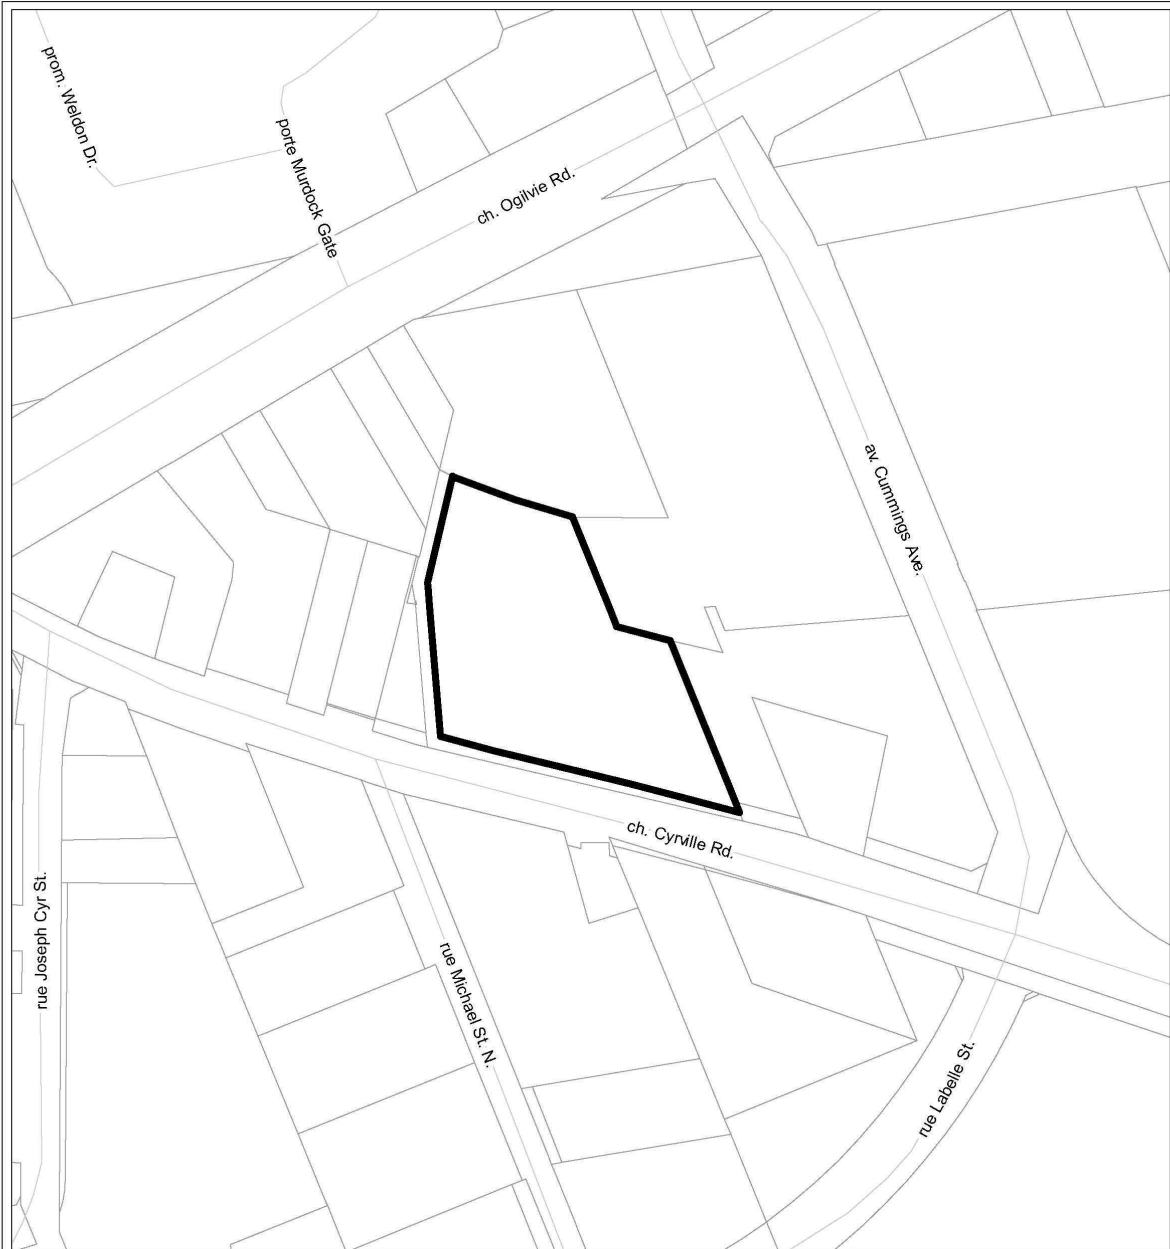 prom. Weldon Dr.
porte Murdock Gate
ch. Ogilvie Rd.
av. Cummings Ave.
ch. Cyrville Rd.
rue Joseph Cyr St.
rue Michael St. N.
rue Labelle St.